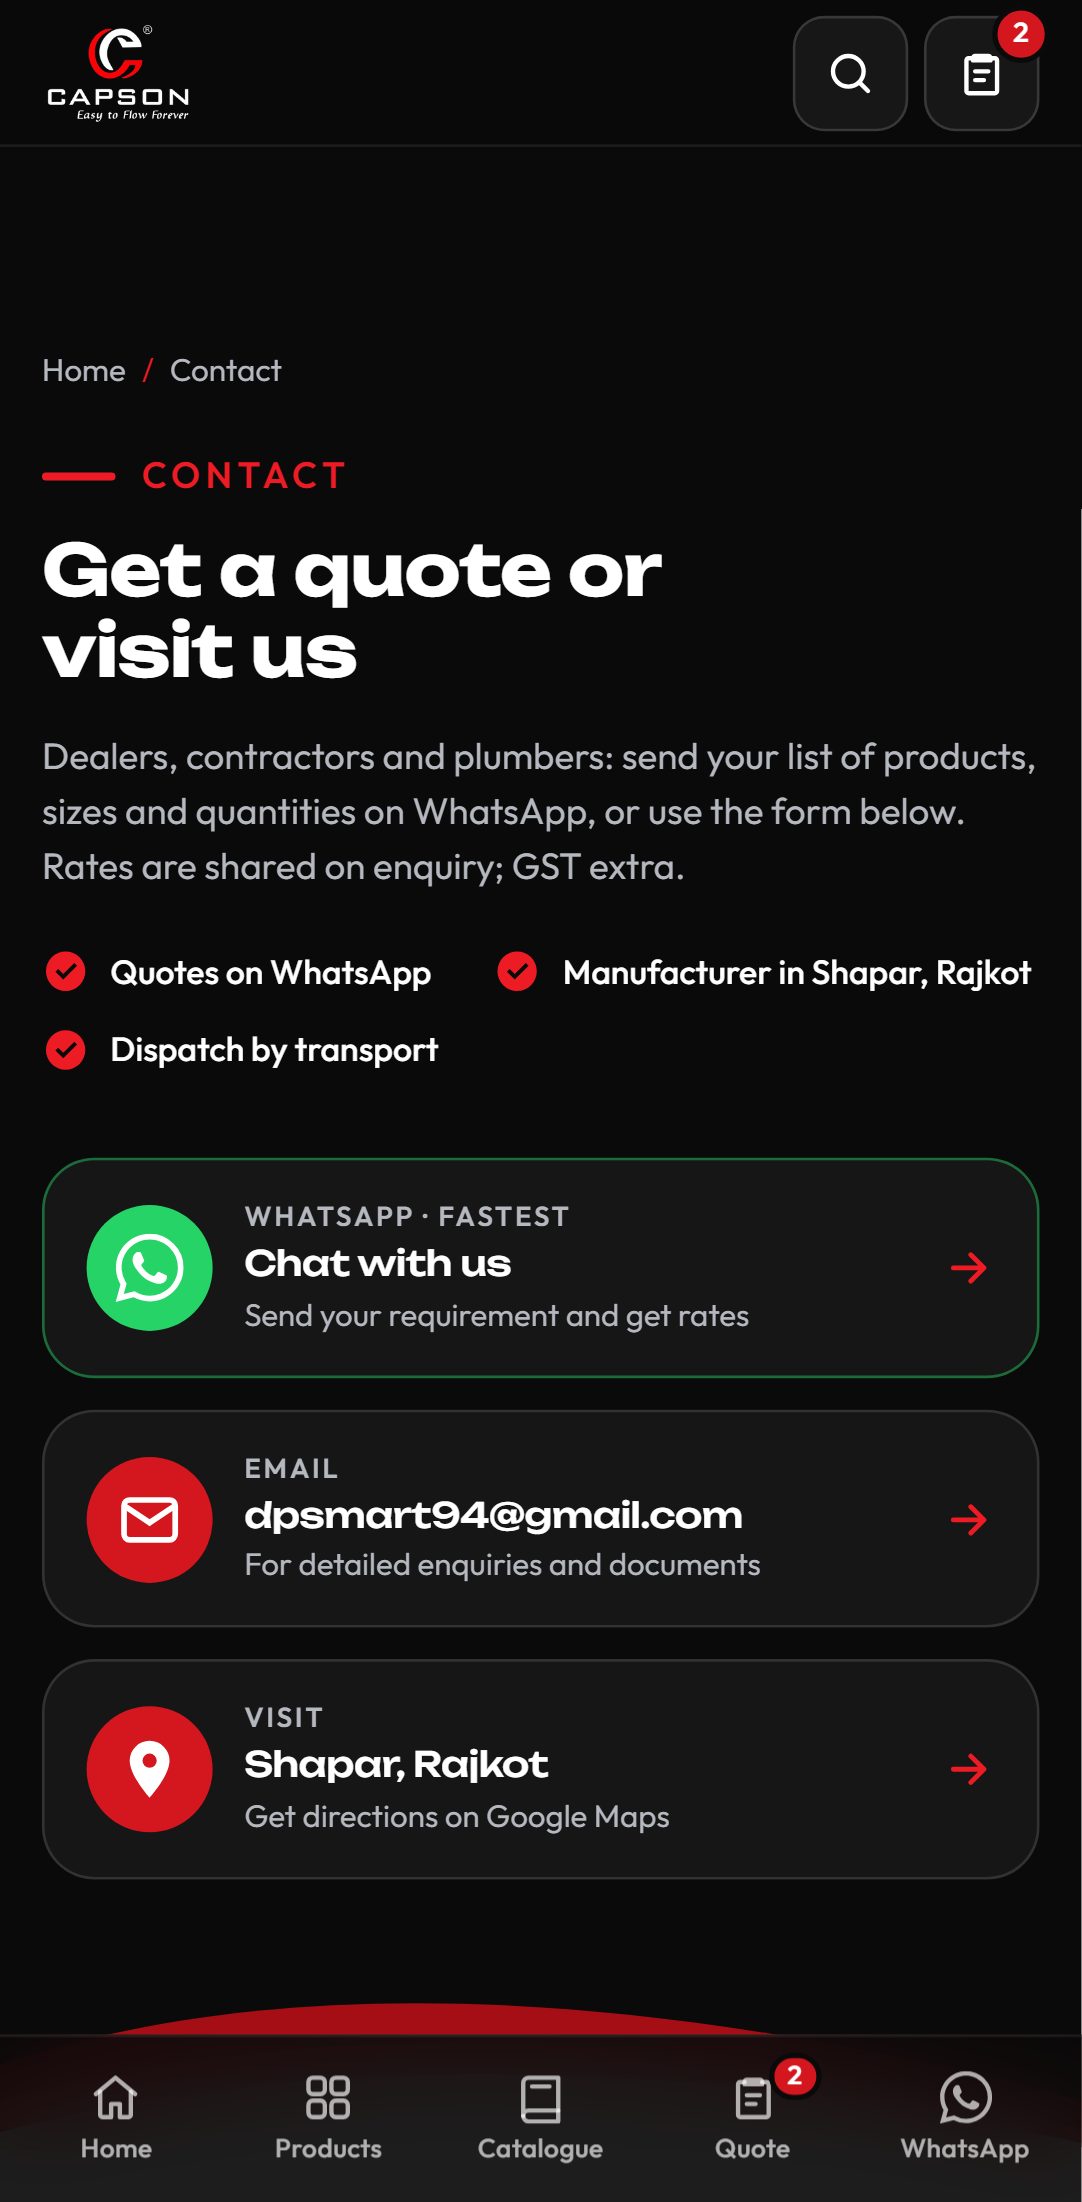 ®
CAPSON
Easy to Flow Forever
2
Home / Contact
CONTACT
Get a quote or
visit us
Dealers, contractors and plumbers: send your list of products,
sizes and quantities on WhatsApp, or use the form below.
Rates are shared on enquiry; GST extra.
Quotes on WhatsApp
Manufacturer in Shapar, Rajkot
Dispatch by transport
WHATSAPP · FASTEST
Chat with us
Send your requirement and get rates
EMAIL
dpsmart94@gmail.com
For detailed enquiries and documents
VISIT
Shapar, Rajkot
Get directions on Google Maps
2
Home
Products
Catalogue
Quote
WhatsApp